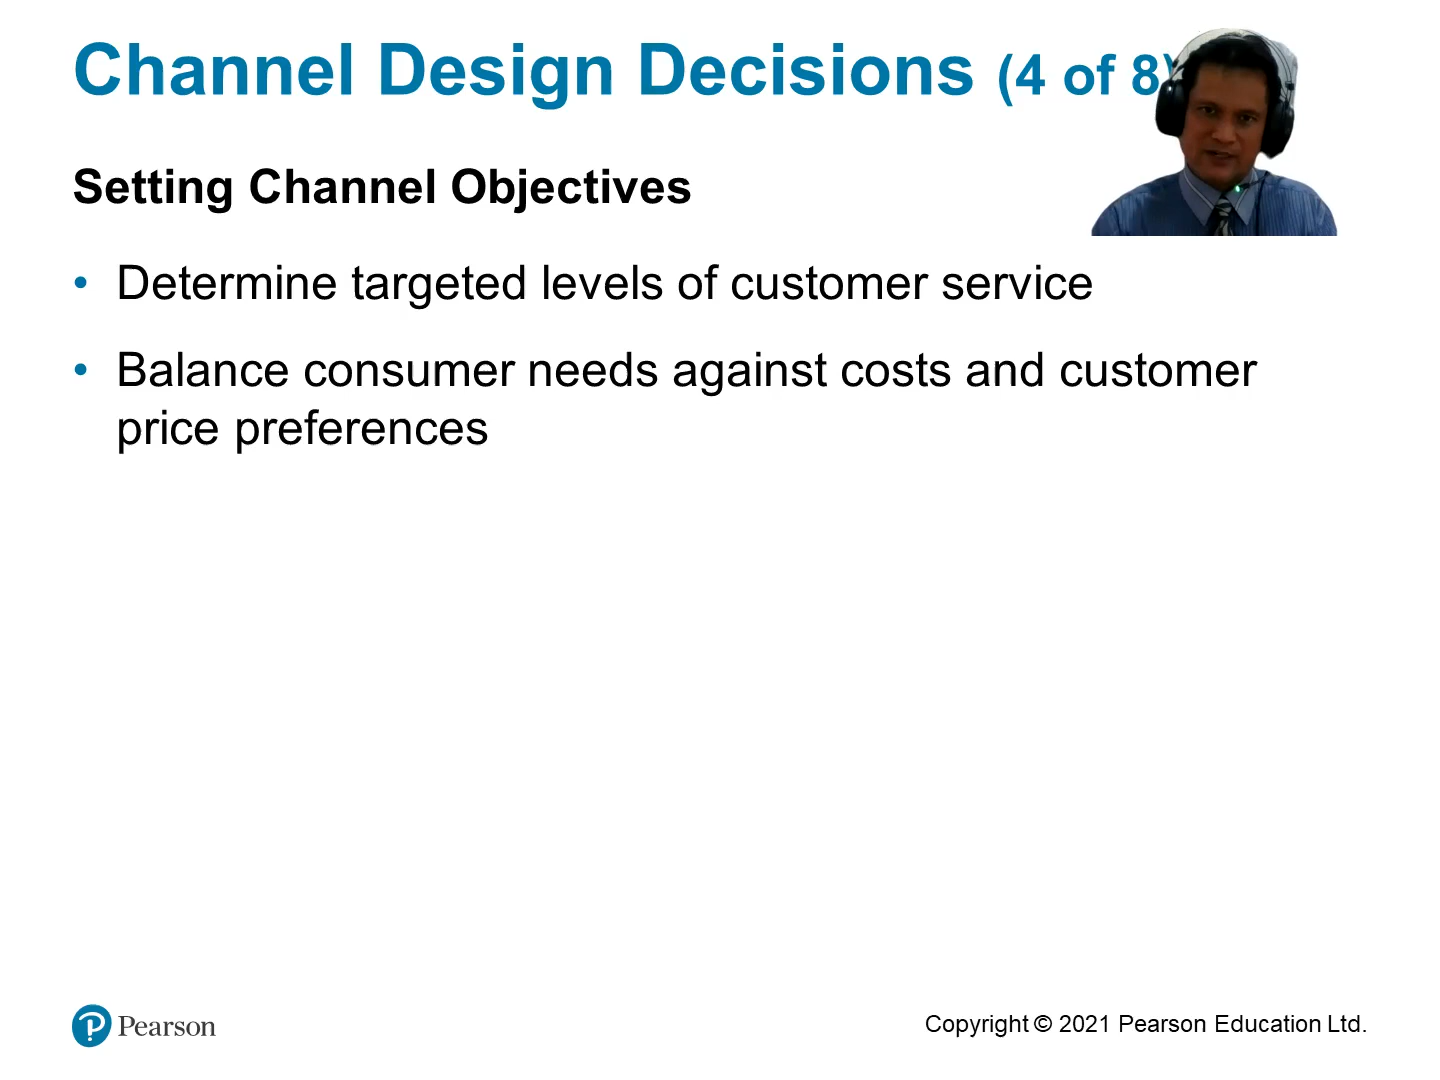 Channel Design Decisions (4 of 8)
Setting Channel Objectives
• Determine targeted levels of customer service
• Balance consumer needs against costs and customer
price preferences
Pearson
Copyright © 2021 Pearson Education Ltd.